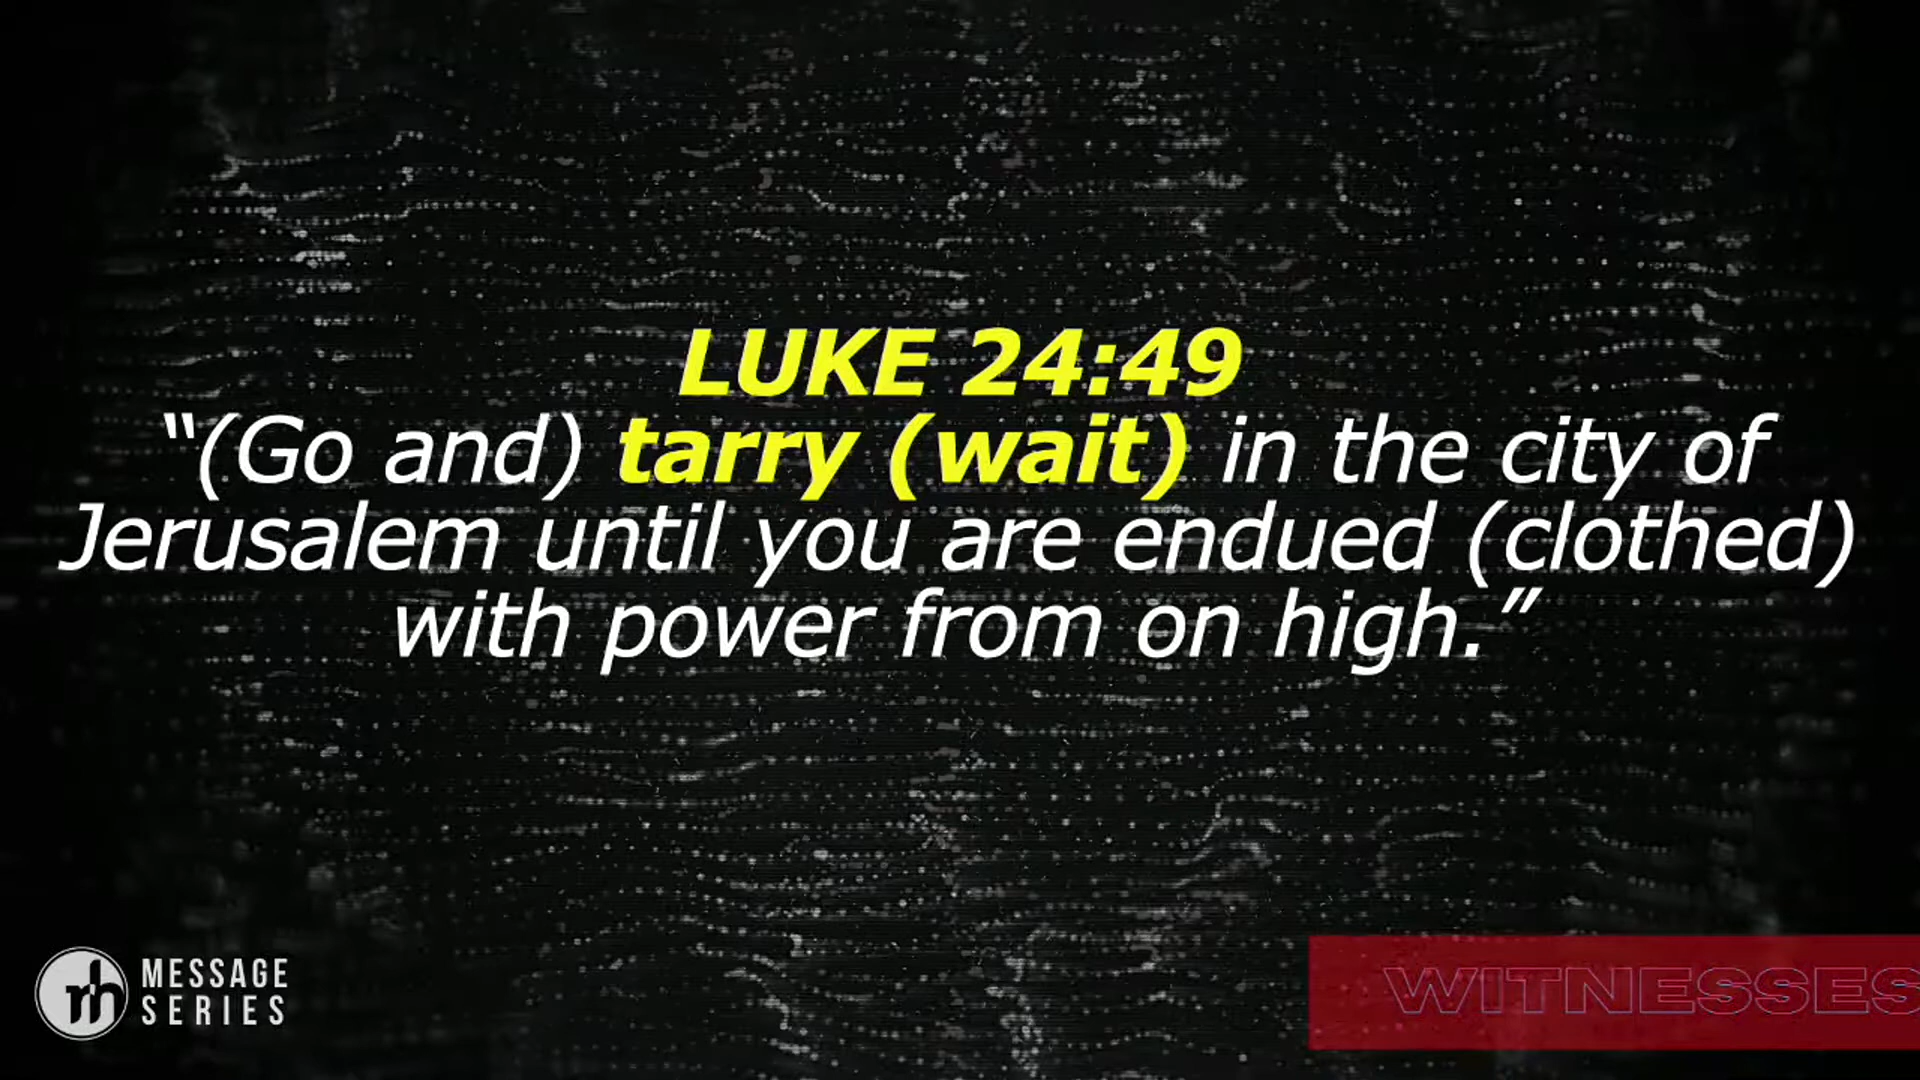 LUKE 24:49
“(Go and) tarry (wait) in the city of
Jerusalem until you are endued (clothed)
with power from on high.”
rh
MESSAGE
SERIES
WITNESSES